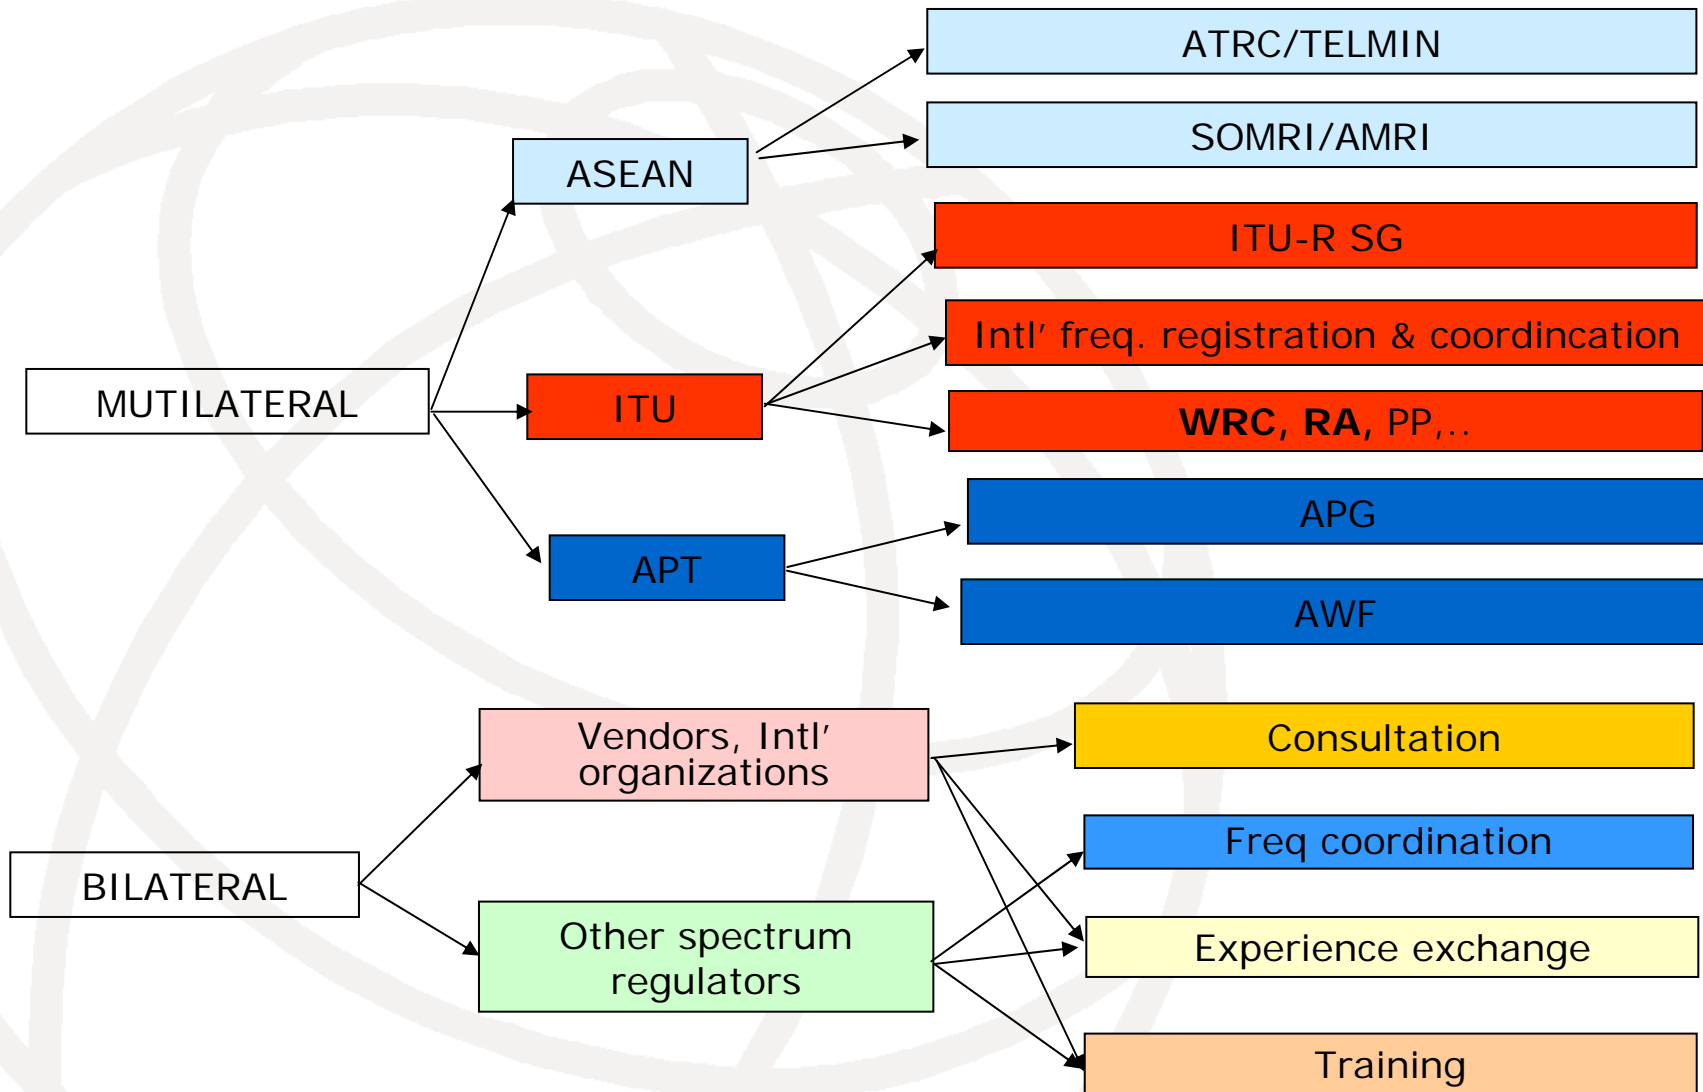 ATRC/TELMIN
SOMRI/AMRI
ASEAN
ITU-R SG
Intl' freq. registration & coordincation
MUTILATERAL
ITU
WRC, RA, PP,..
APG
APT
AWF
Vendors, Intl'
organizations
Consultation
Freq coordination
BILATERAL
Other spectrum
regulators
Experience exchange
Training